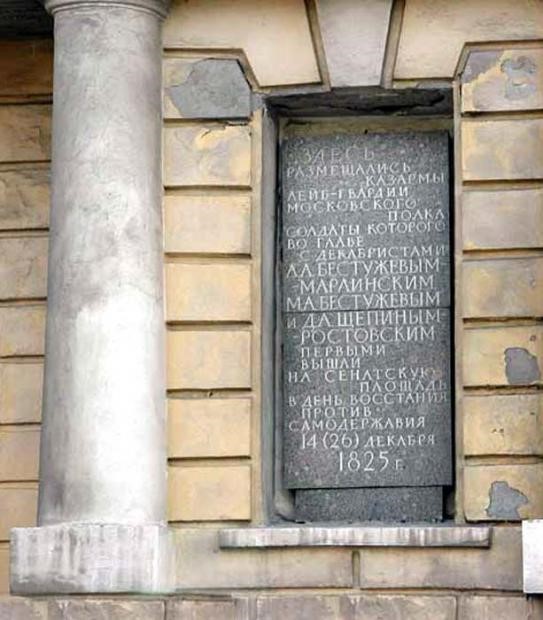 ЗДЕСЬ
РАЗМЕЩАЛИСЬ
КАЗАРМЫ
ЛЕЙБ-ГВАРДИИ
МОСКОВСКОГО
ПОЛКА
СОЛДАТЫ КОТОРОГО
ВО ГЛАВЕ
С ДЕКАБРИСТАМИ
А.А.БЕСТУЖЕВЫМ-
-МАРЛИНСКИМ
М.А.БЕСТУЖЕВЫМ
И Д.А.ЩЕПИНЫМ-
-РОСТОВСКИМ
ПЕРВЫМИ
ВЫШЛИ
НА СЕНАТСКУЮ
ПЛОЩАДЬ
В ДЕНЬ ВОССТАНИЯ
ПРОТИВ
САМОДЕРЖАВИЯ
14(26) ДЕКАБРЯ
1825 г.